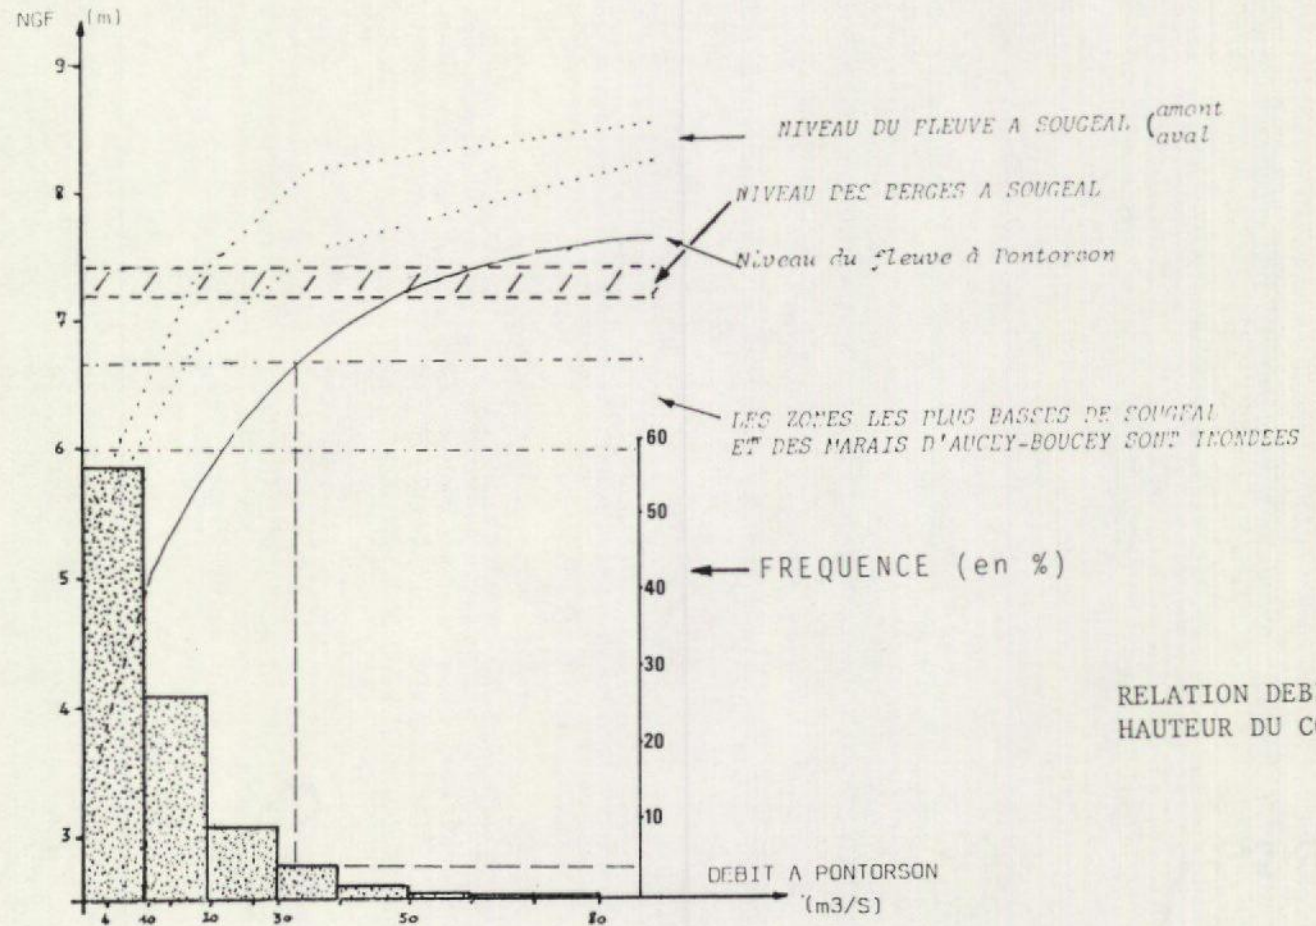 NGF (m)
9
8
7
6
5
4
3
NIVEAU DU FLEUVE A SOUGEAL (amont
aval
NIVEAU DES BERGES A SOUGEAL
Niveau du fleuve à Pontorson
LES ZONES LES PLUS BASSES DE SOUGEAL
ET DES MARAIS D'AUCEY-BOUCEY SONT INONDEES
60
50
40
30
20
10
FREQUENCE (en %)
RELATION DEB
HAUTEUR DU CO
DEBIT A PONTORSON
(m3/S)
4 10 20 30 50 80